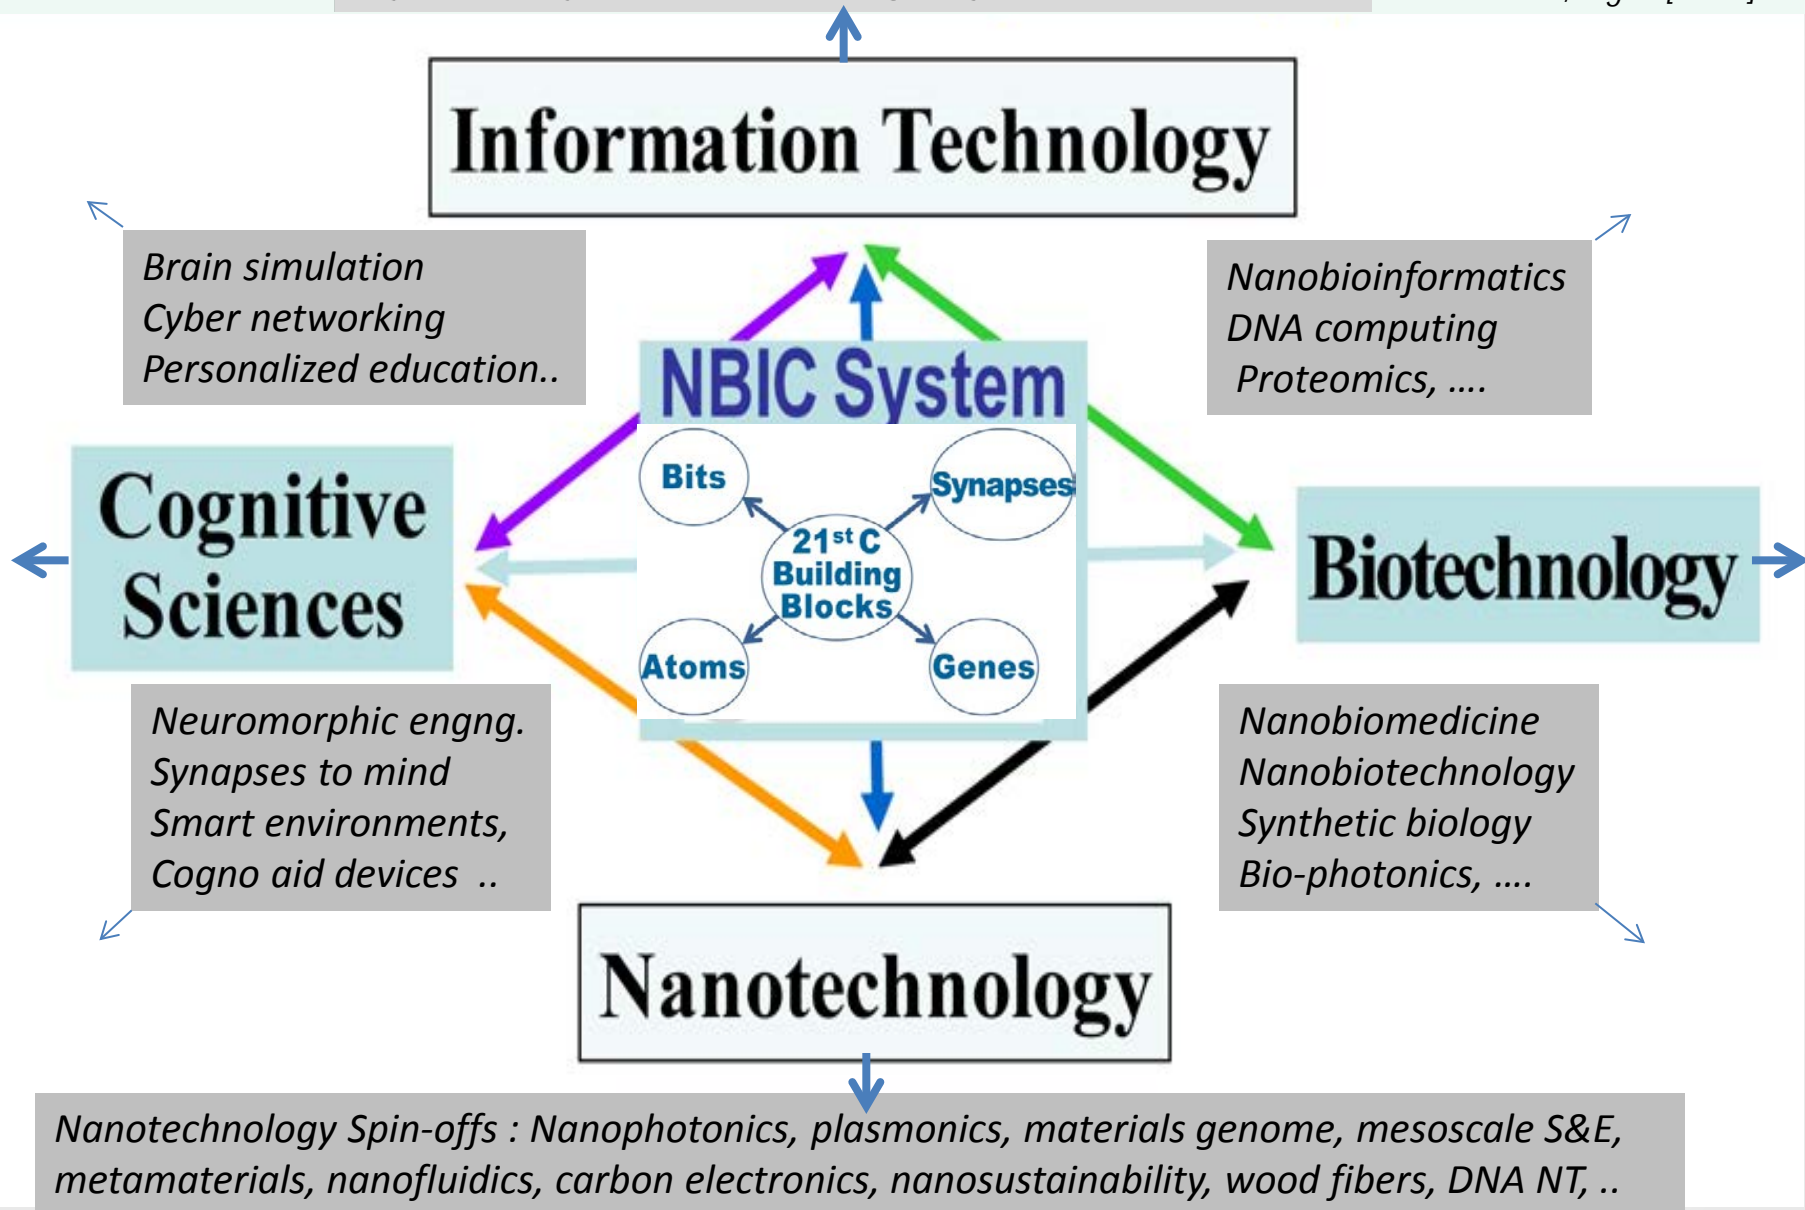 Information Technology
Brain simulation
Cyber networking
Personalized education..
Nanobioinformatics
DNA computing
Proteomics, ....
NBIC System
Bits
Synapses
21st C
Building
Blocks
Atoms
Genes
Cognitive
Sciences
Biotechnology
Neuromorphic engng.
Synapses to mind
Smart environments,
Cogno aid devices ..
Nanobiomedicine
Nanobiotechnology
Synthetic biology
Bio-photonics, ....
Nanotechnology
Nanotechnology Spin-offs : Nanophotonics, plasmonics, materials genome, mesoscale S&E,
metamaterials, nanofluidics, carbon electronics, nanosustainability, wood fibers, DNA NT, ..